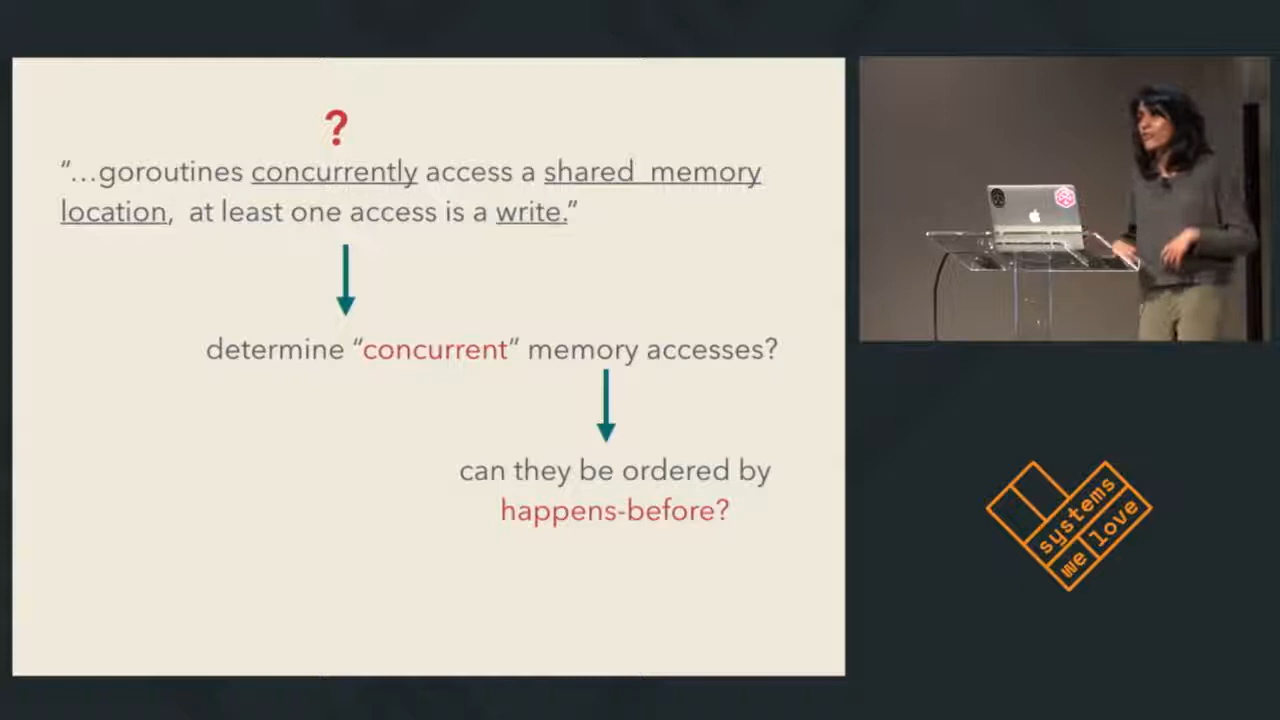 ?
“…goroutines concurrently access a shared memory
location, at least one access is a write.”
determine “concurrent” memory accesses?
can they be ordered by
happens-before?
systems
we love